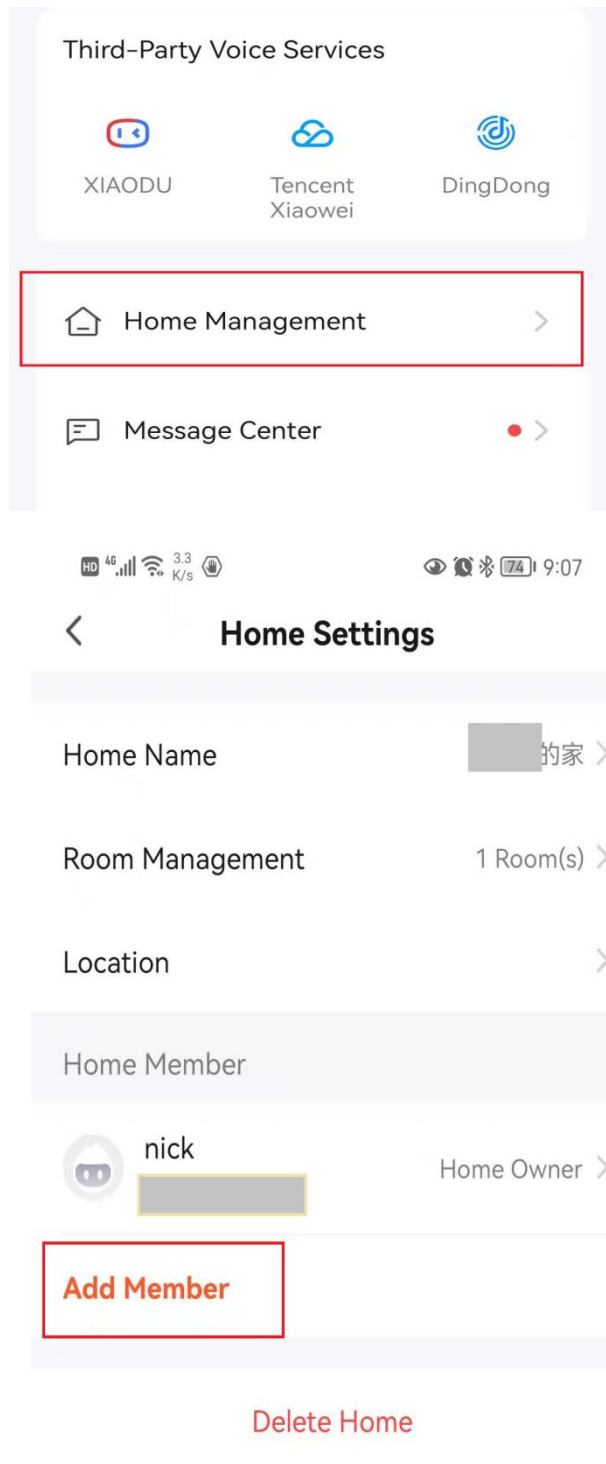 Third-Party Voice Services
XIAODU
Tencent
Xiaowei
DingDong
Home Management
Message Center
HD 4G 3.3 K/s 74 9:07
Home Settings
Home Name 的家
Room Management 1 Room(s)
Location
Home Member
nick
Home Owner
Add Member
Delete Home